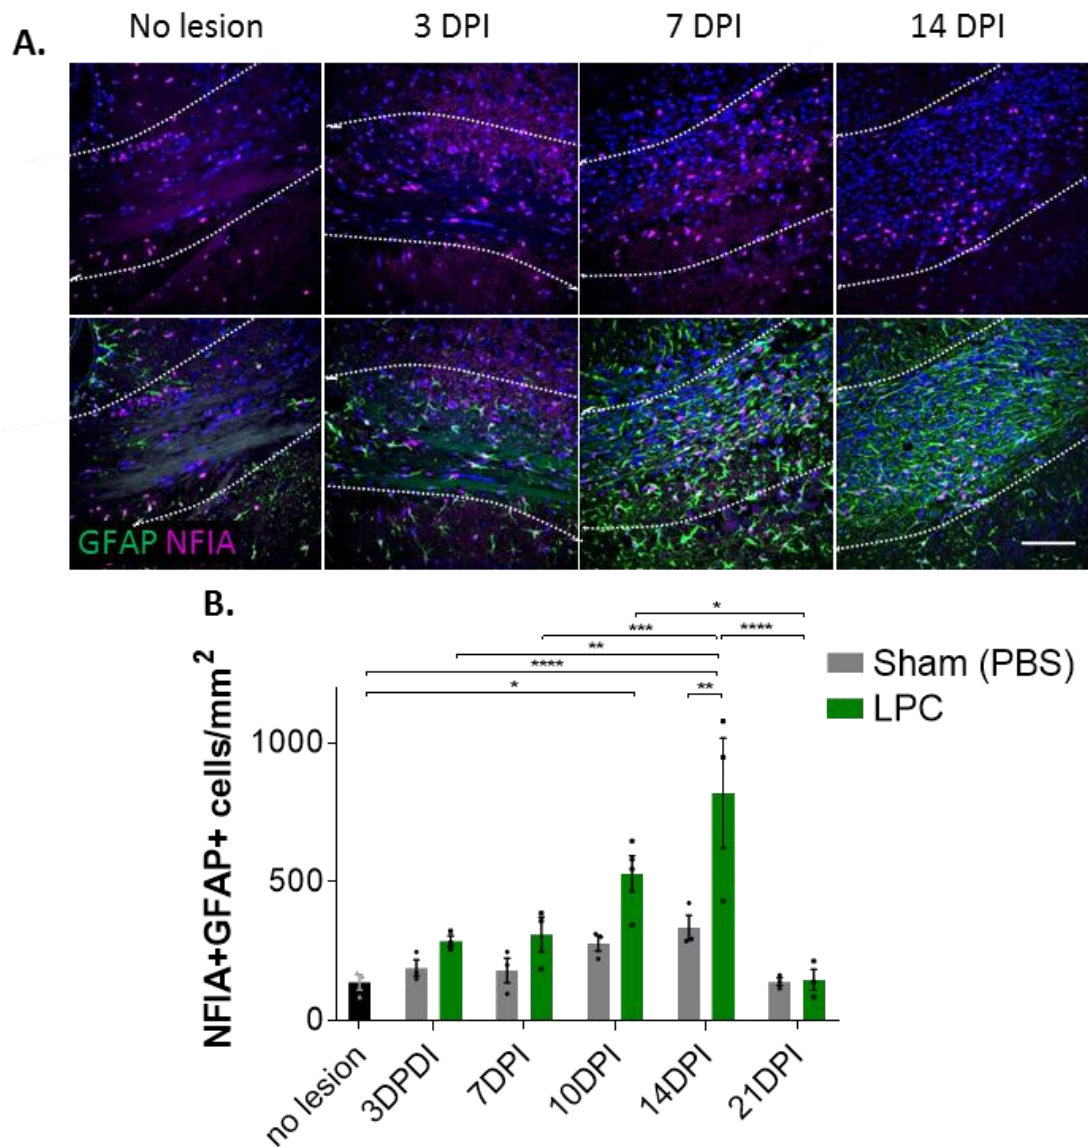 A.
No lesion 3 DPI 7 DPI 14 DPI
GFAP NFIA
B.
*
*** ****
**
****
* **
Sham (PBS)
LPC
NFIA+GFAP+ cells/mm²
1000
500
0
no lesion 3DPDI 7DPI 10DPI 14DPI 21DPI